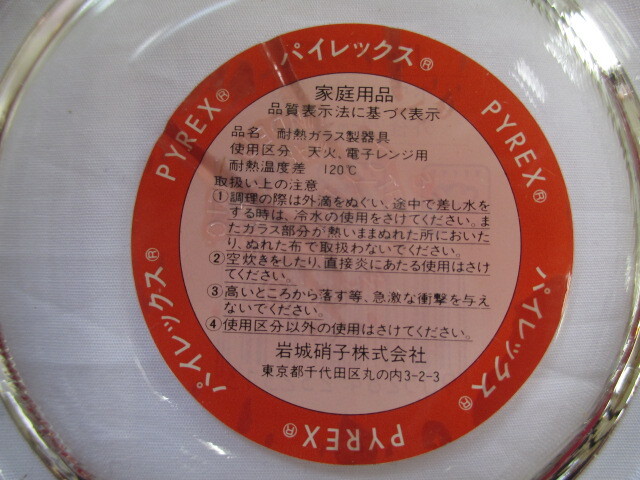 パイレックス®
PYREX®
パイレックス®
PYREX®
パイレックス®
PYREX®
家庭用品
品質表示法に基づく表示
品名 耐熱ガラス製器具
使用区分 天火、電子レンジ用
耐熱温度差 120℃
取扱い上の注意
①調理の際は外滴をぬぐい、途中で差し水を
する時は、冷水の使用をさけてください。ま
たガラス部分が熱いままぬれた所においた
り、ぬれた布で取扱わないでください。
②空炊きをしたり、直接炎にあたる使用はさけ
てください。
③高いところから落す等、急激な衝撃を与え
ないでください。
④使用区分以外の使用はさけてください。
岩城硝子株式会社
東京都千代田区丸の内3-2-3